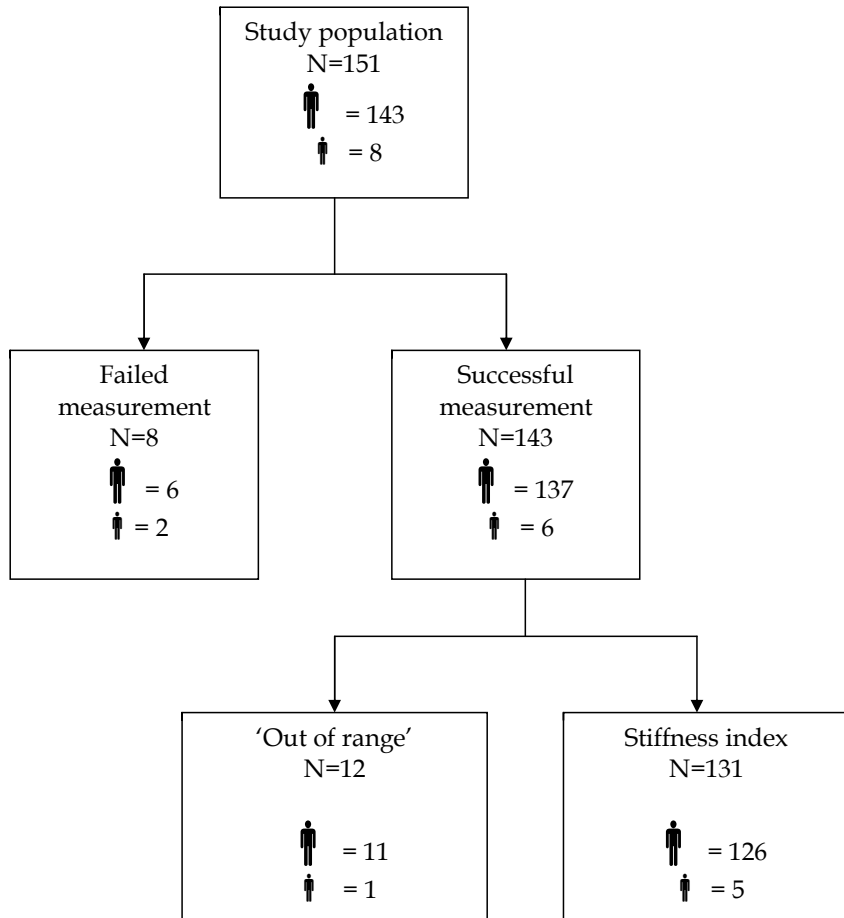 Study population
N=151
= 143
= 8
Failed
measurement
N=8
= 6
= 2
Successful
measurement
N=143
= 137
= 6
‘Out of range’
N=12
= 11
= 1
Stiffness index
N=131
= 126
= 5